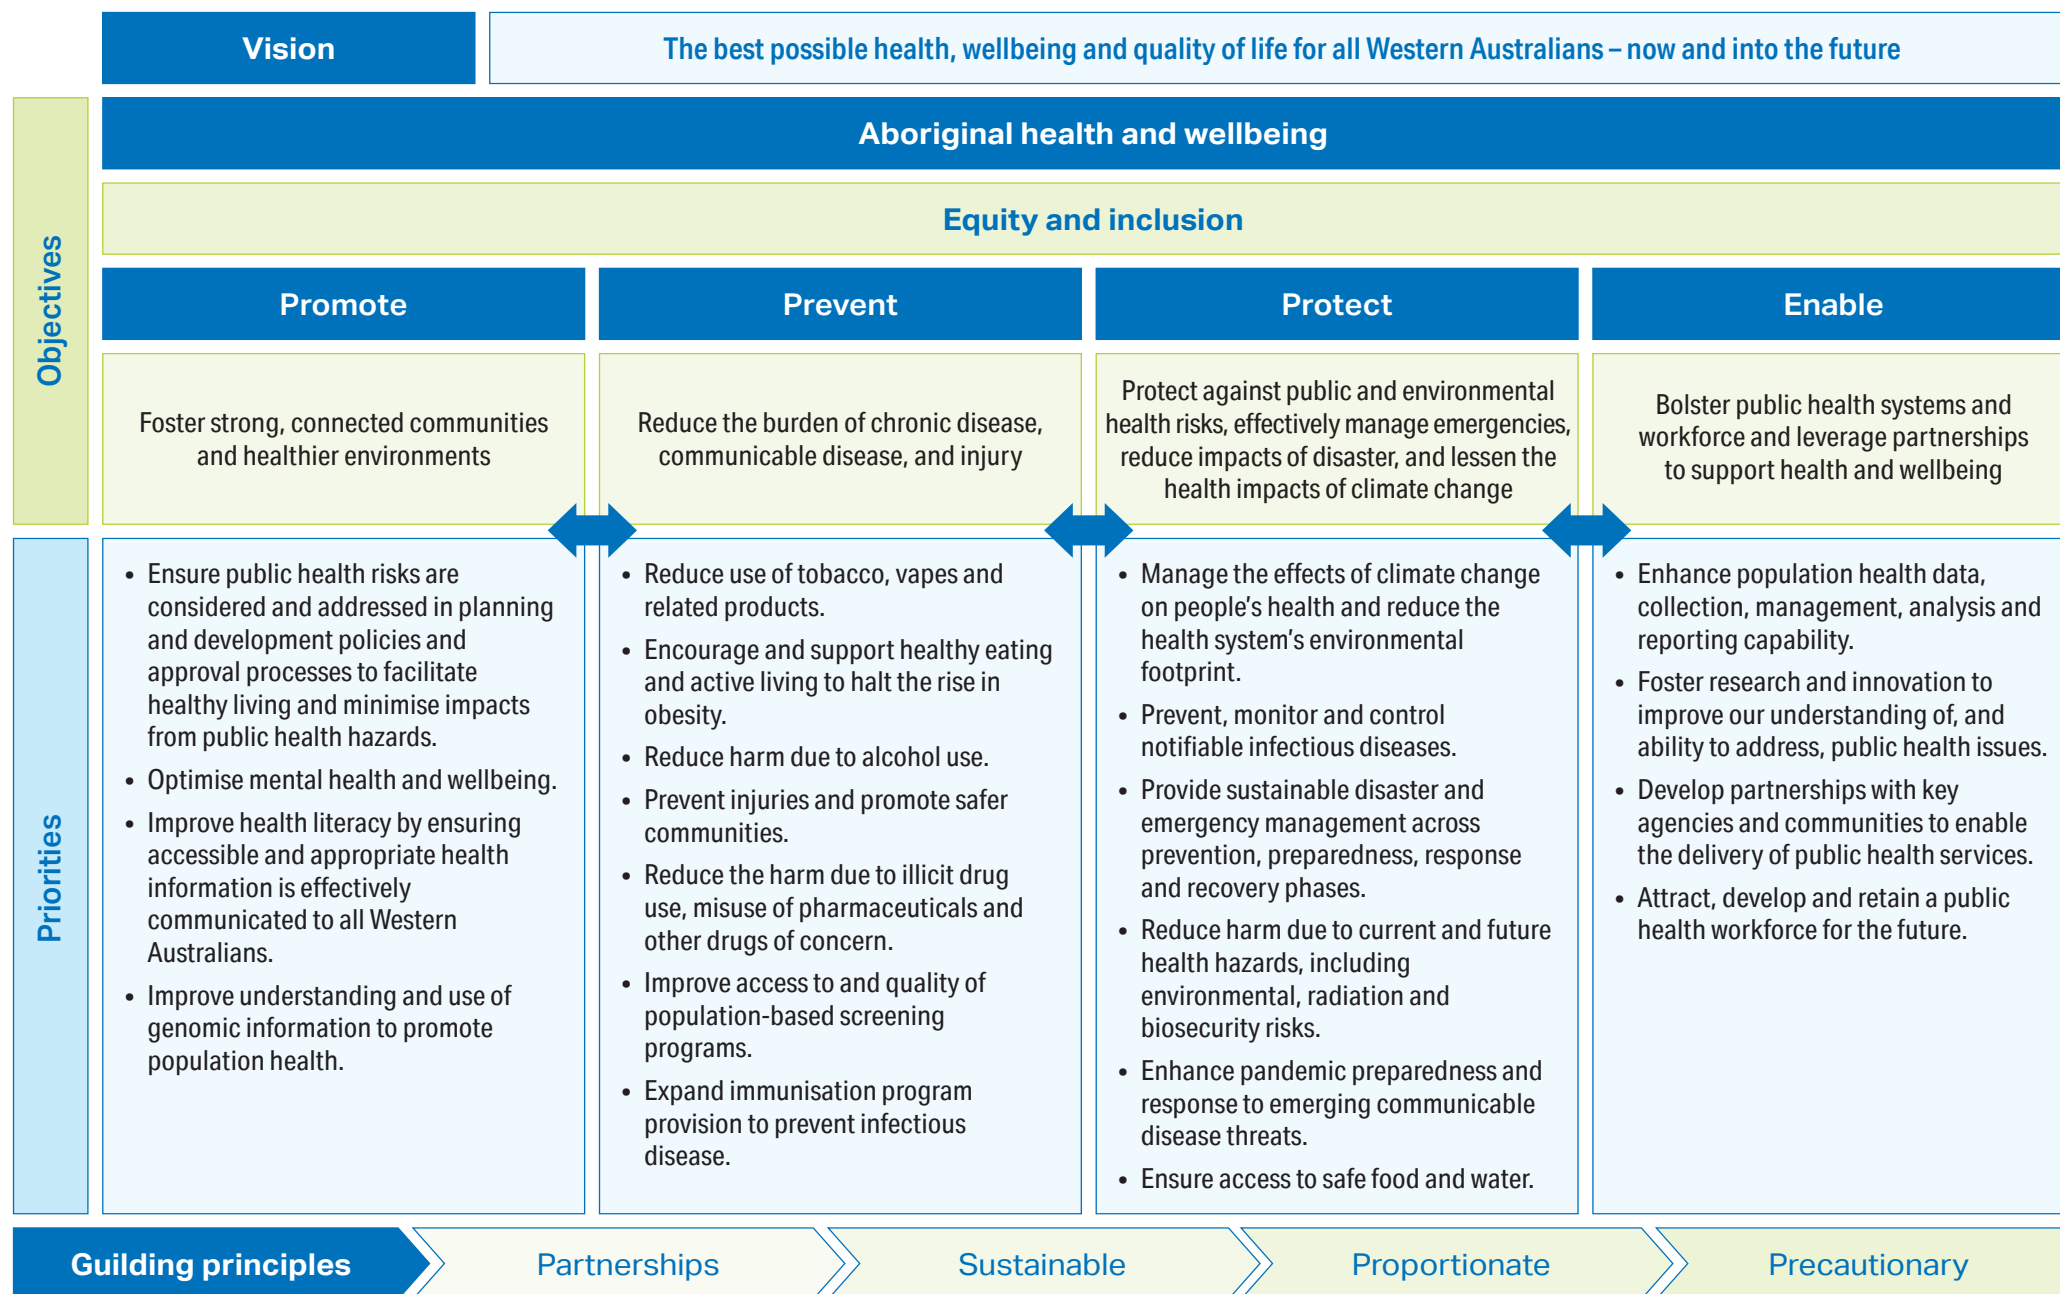 Vision
The best possible health, wellbeing and quality of life for all Western Australians – now and into the future
Objectives
Aboriginal health and wellbeing
Equity and inclusion
Promote
Foster strong, connected communities
and healthier environments
Prevent
Reduce the burden of chronic disease,
communicable disease, and injury
Protect
Protect against public and environmental
health risks, effectively manage emergencies,
reduce impacts of disaster, and lessen the
health impacts of climate change
Enable
Bolster public health systems and
workforce and leverage partnerships
to support health and wellbeing
Priorities
• Ensure public health risks are
considered and addressed in planning
and development policies and
approval processes to facilitate
healthy living and minimise impacts
from public health hazards.
• Optimise mental health and wellbeing.
• Improve health literacy by ensuring
accessible and appropriate health
information is effectively
communicated to all Western
Australians.
• Improve understanding and use of
genomic information to promote
population health.
• Reduce use of tobacco, vapes and
related products.
• Encourage and support healthy eating
and active living to halt the rise in
obesity.
• Reduce harm due to alcohol use.
• Prevent injuries and promote safer
communities.
• Reduce the harm due to illicit drug
use, misuse of pharmaceuticals and
other drugs of concern.
• Improve access to and quality of
population-based screening
programs.
• Expand immunisation program
provision to prevent infectious
disease.
• Manage the effects of climate change
on people's health and reduce the
health system's environmental
footprint.
• Prevent, monitor and control
notifiable infectious diseases.
• Provide sustainable disaster and
emergency management across
prevention, preparedness, response
and recovery phases.
• Reduce harm due to current and future
health hazards, including
environmental, radiation and
biosecurity risks.
• Enhance pandemic preparedness and
response to emerging communicable
disease threats.
• Ensure access to safe food and water.
• Enhance population health data,
collection, management, analysis and
reporting capability.
• Foster research and innovation to
improve our understanding of, and
ability to address, public health issues.
• Develop partnerships with key
agencies and communities to enable
the delivery of public health services.
• Attract, develop and retain a public
health workforce for the future.
Guilding principles
Partnerships
Sustainable
Proportionate
Precautionary